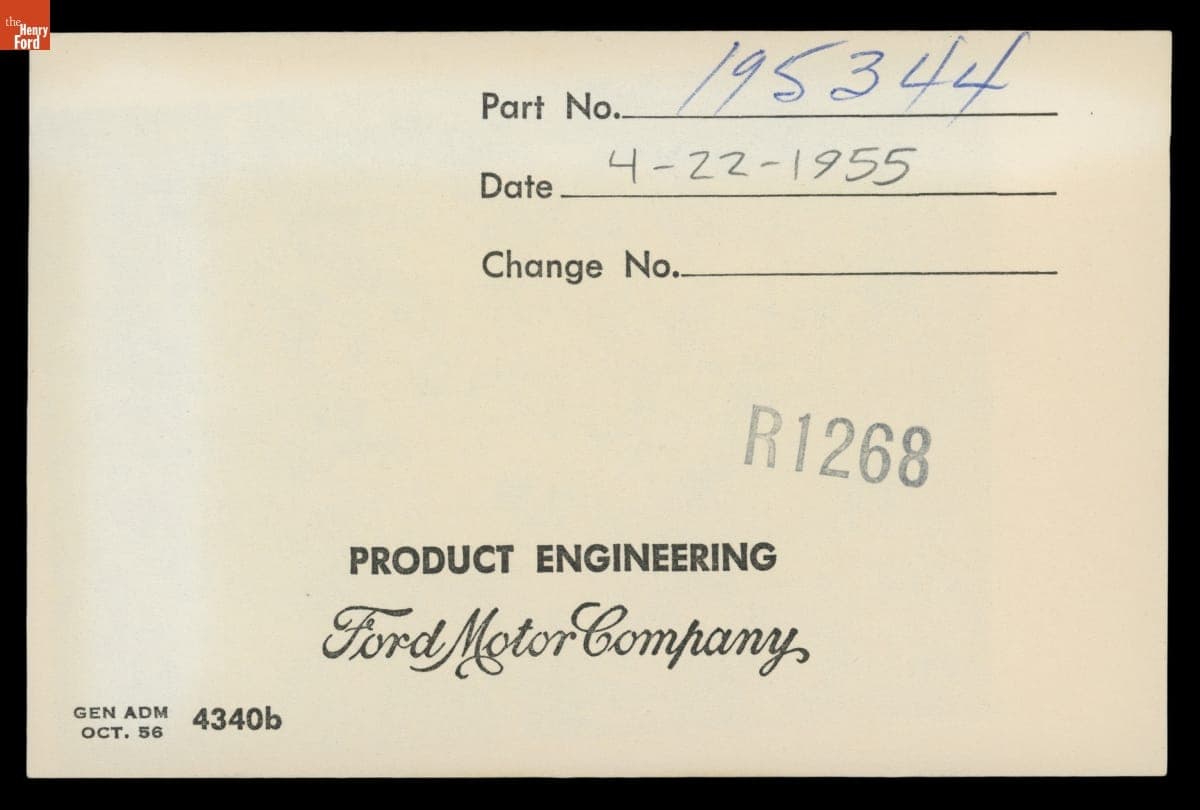 the
Henry
Ford
Part No. 195344
Date 4-22-1955
Change No.
R1268
PRODUCT ENGINEERING
Ford Motor Company
GEN ADM 4340b
OCT. 56